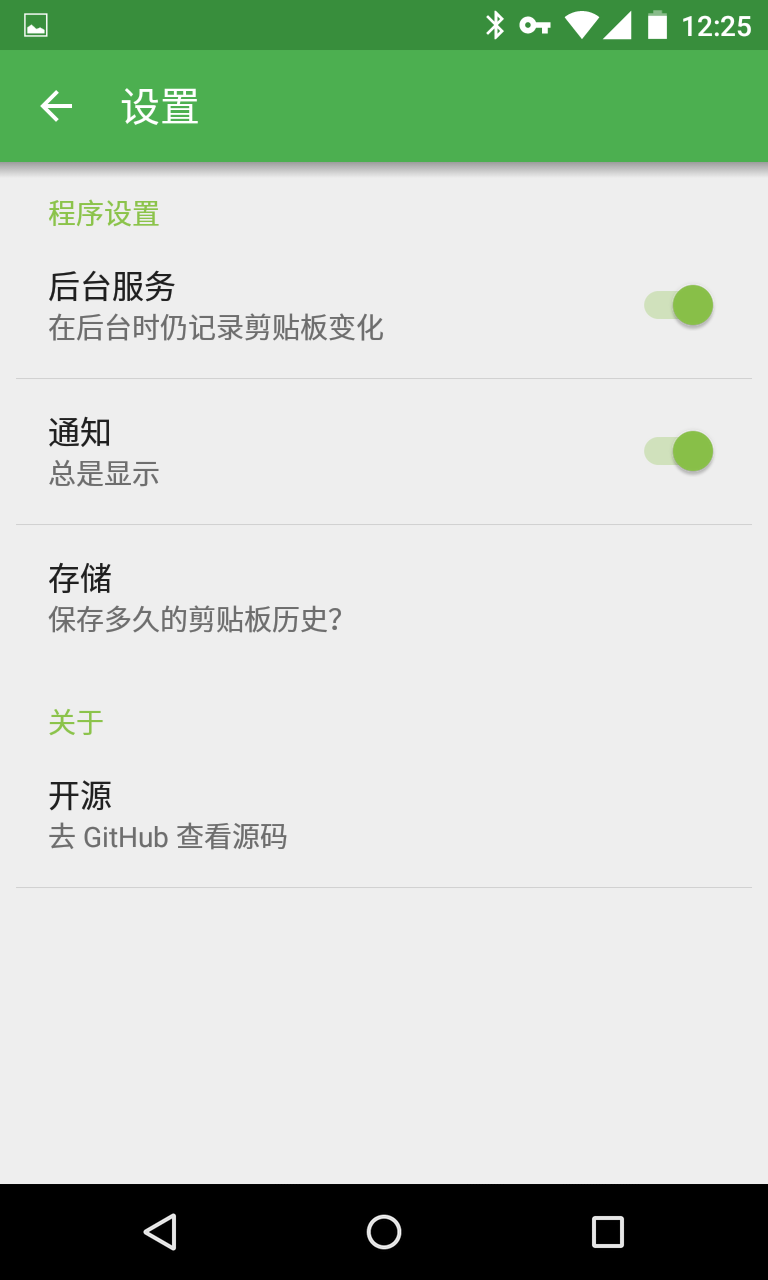 12:25
设置
程序设置
后台服务
在后台时仍记录剪贴板变化
通知
总是显示
存储
保存多久的剪贴板历史?
关于
开源
去 GitHub 查看源码